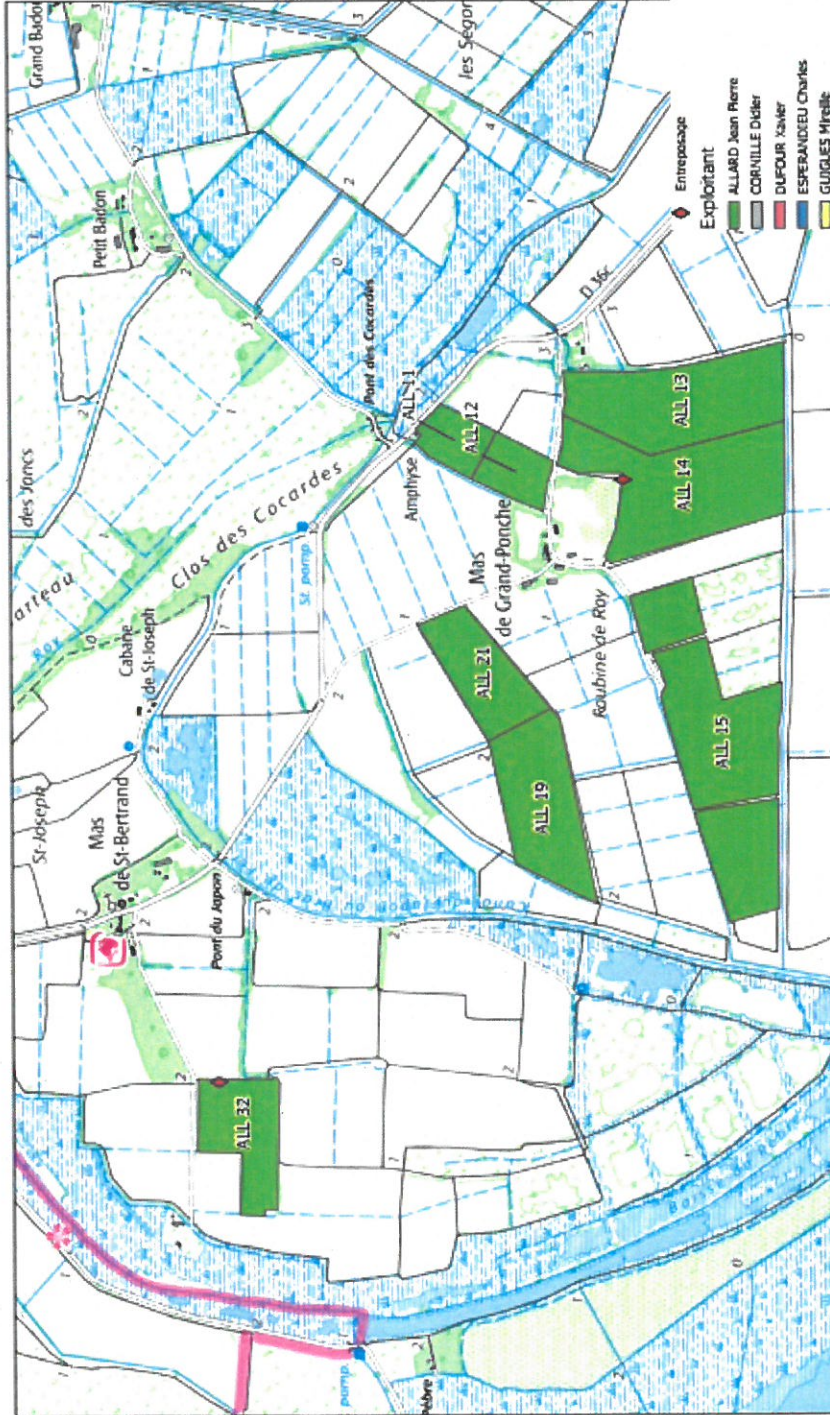 Grand Badon
les Segon
Petit Badon
des Joncs
Pont des Cocardes
ALL 11
ALL 12
Amphyse
D 36c
ALL 13
ALL 14
Clos des Cocardes
arteau
Roy
St. pomp.
Mas
de Grand-Ponche
Cabane
de St-Joseph
ALL 21
ALL 19
Roubine de Roy
ALL 15
St-Joseph
Mas
de St-Bertrand
Pont du Japon
ALL 32
pomp.
Pèbre
Entreposage
Exploitant
ALLARD Jean Pierre
CORNILLE Didier
DUFOUR Xavier
ESPERANDIEU Charles
GUIGUES Mireille